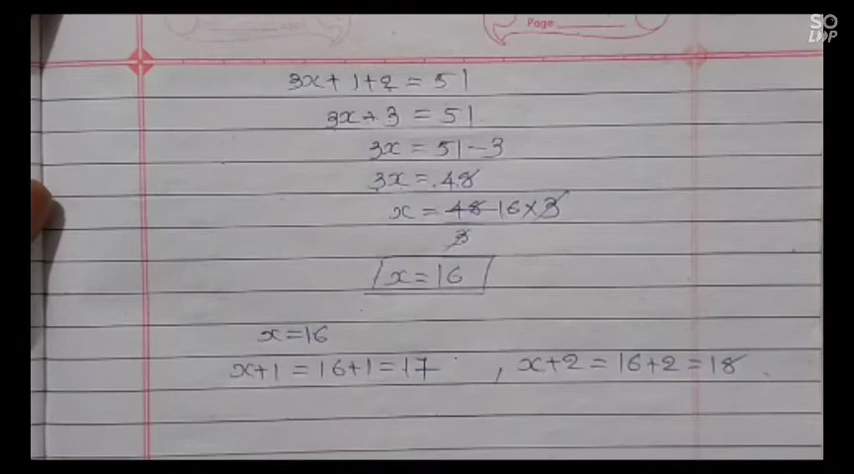 Page
SO
LOOP
3x + 1 + 2 = 51
3x + 3 = 51
3x = 51 - 3
3x = 48
x = 48 16 × 3
3
x = 16
x = 16
x+1 = 16+1 = 17 , x+2 = 16+2 = 18